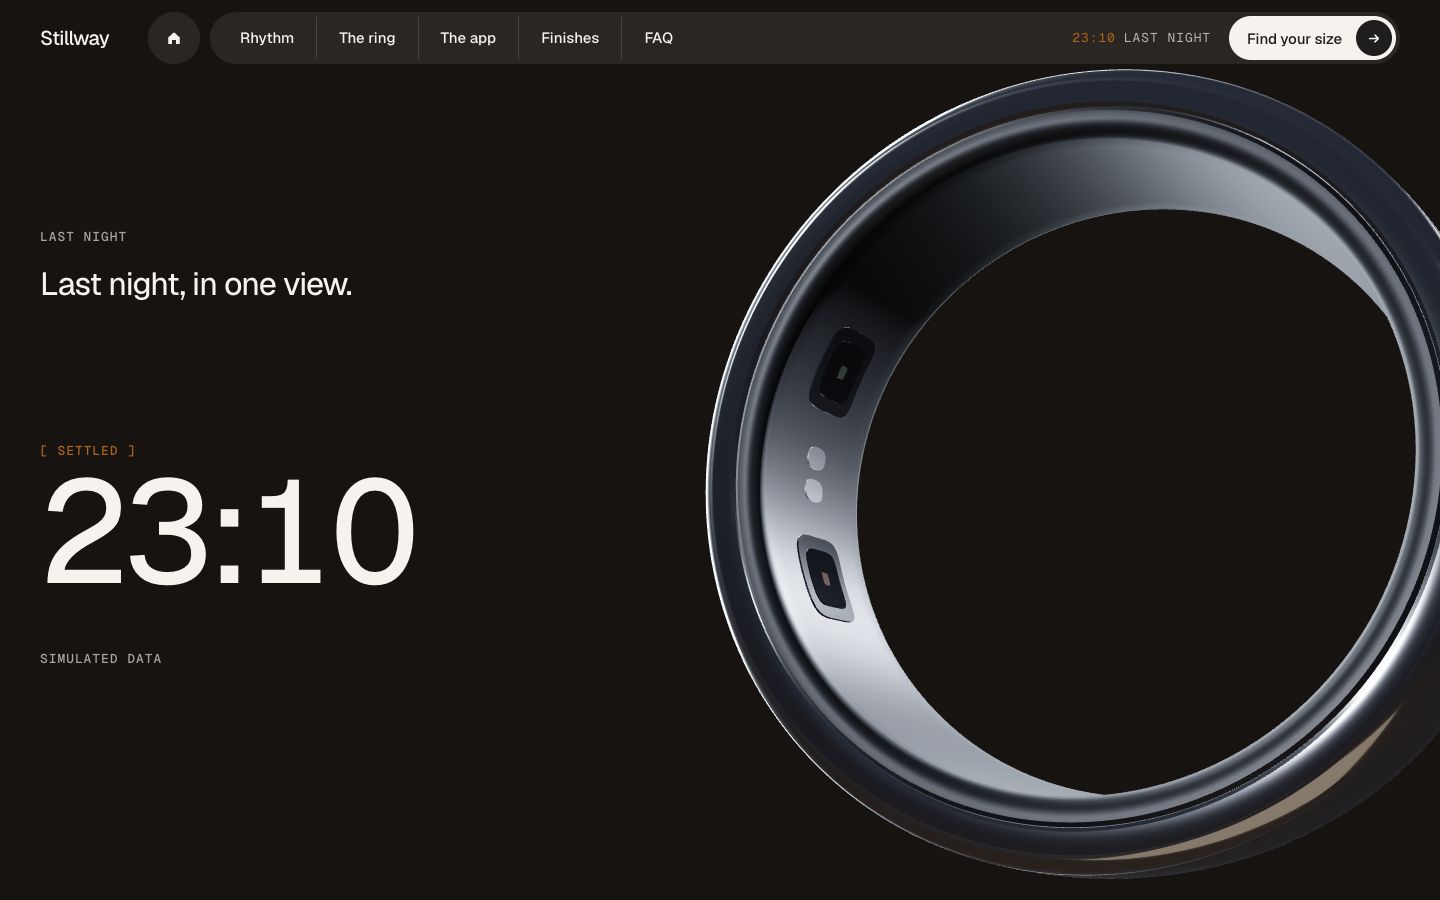 Stillway
Rhythm
The ring
The app
Finishes
FAQ
23:10 LAST NIGHT
Find your size
LAST NIGHT
Last night, in one view.
[ SETTLED ]
23:10
SIMULATED DATA